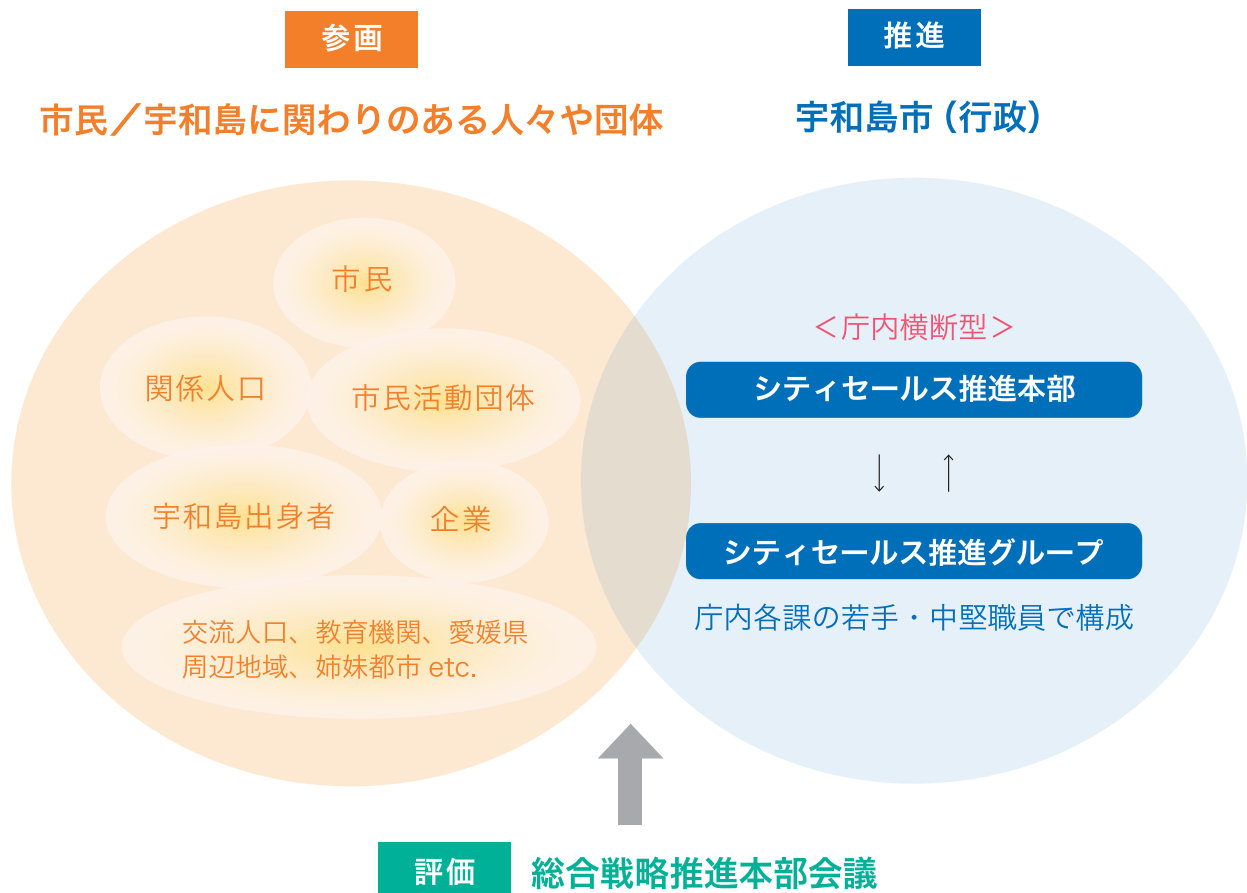 参画
市民／宇和島に関わりのある人々や団体
市民
関係人口
市民活動団体
宇和島出身者
企業
交流人口、教育機関、愛媛県
周辺地域、姉妹都市 etc.
推進
宇和島市（行政）
＜庁内横断型＞
シティセールス推進本部
↓ ↑
シティセールス推進グループ
庁内各課の若手・中堅職員で構成
評価
総合戦略推進本部会議